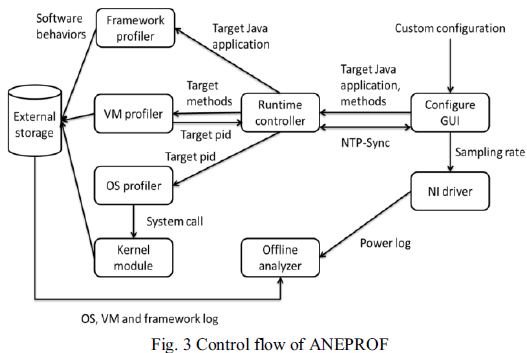 Software
behaviors
Framework
profiler
Target Java
application
Custom configuration
External
storage
VM profiler
Target
methods
Target pid
Runtime
controller
Target Java
application,
methods
NTP-Sync
Configure
GUI
Target pid
Sampling rate
OS profiler
NI driver
System call
Kernel
module
Offline
analyzer
Power log
OS, VM and framework log
Fig. 3 Control flow of ANEPROF